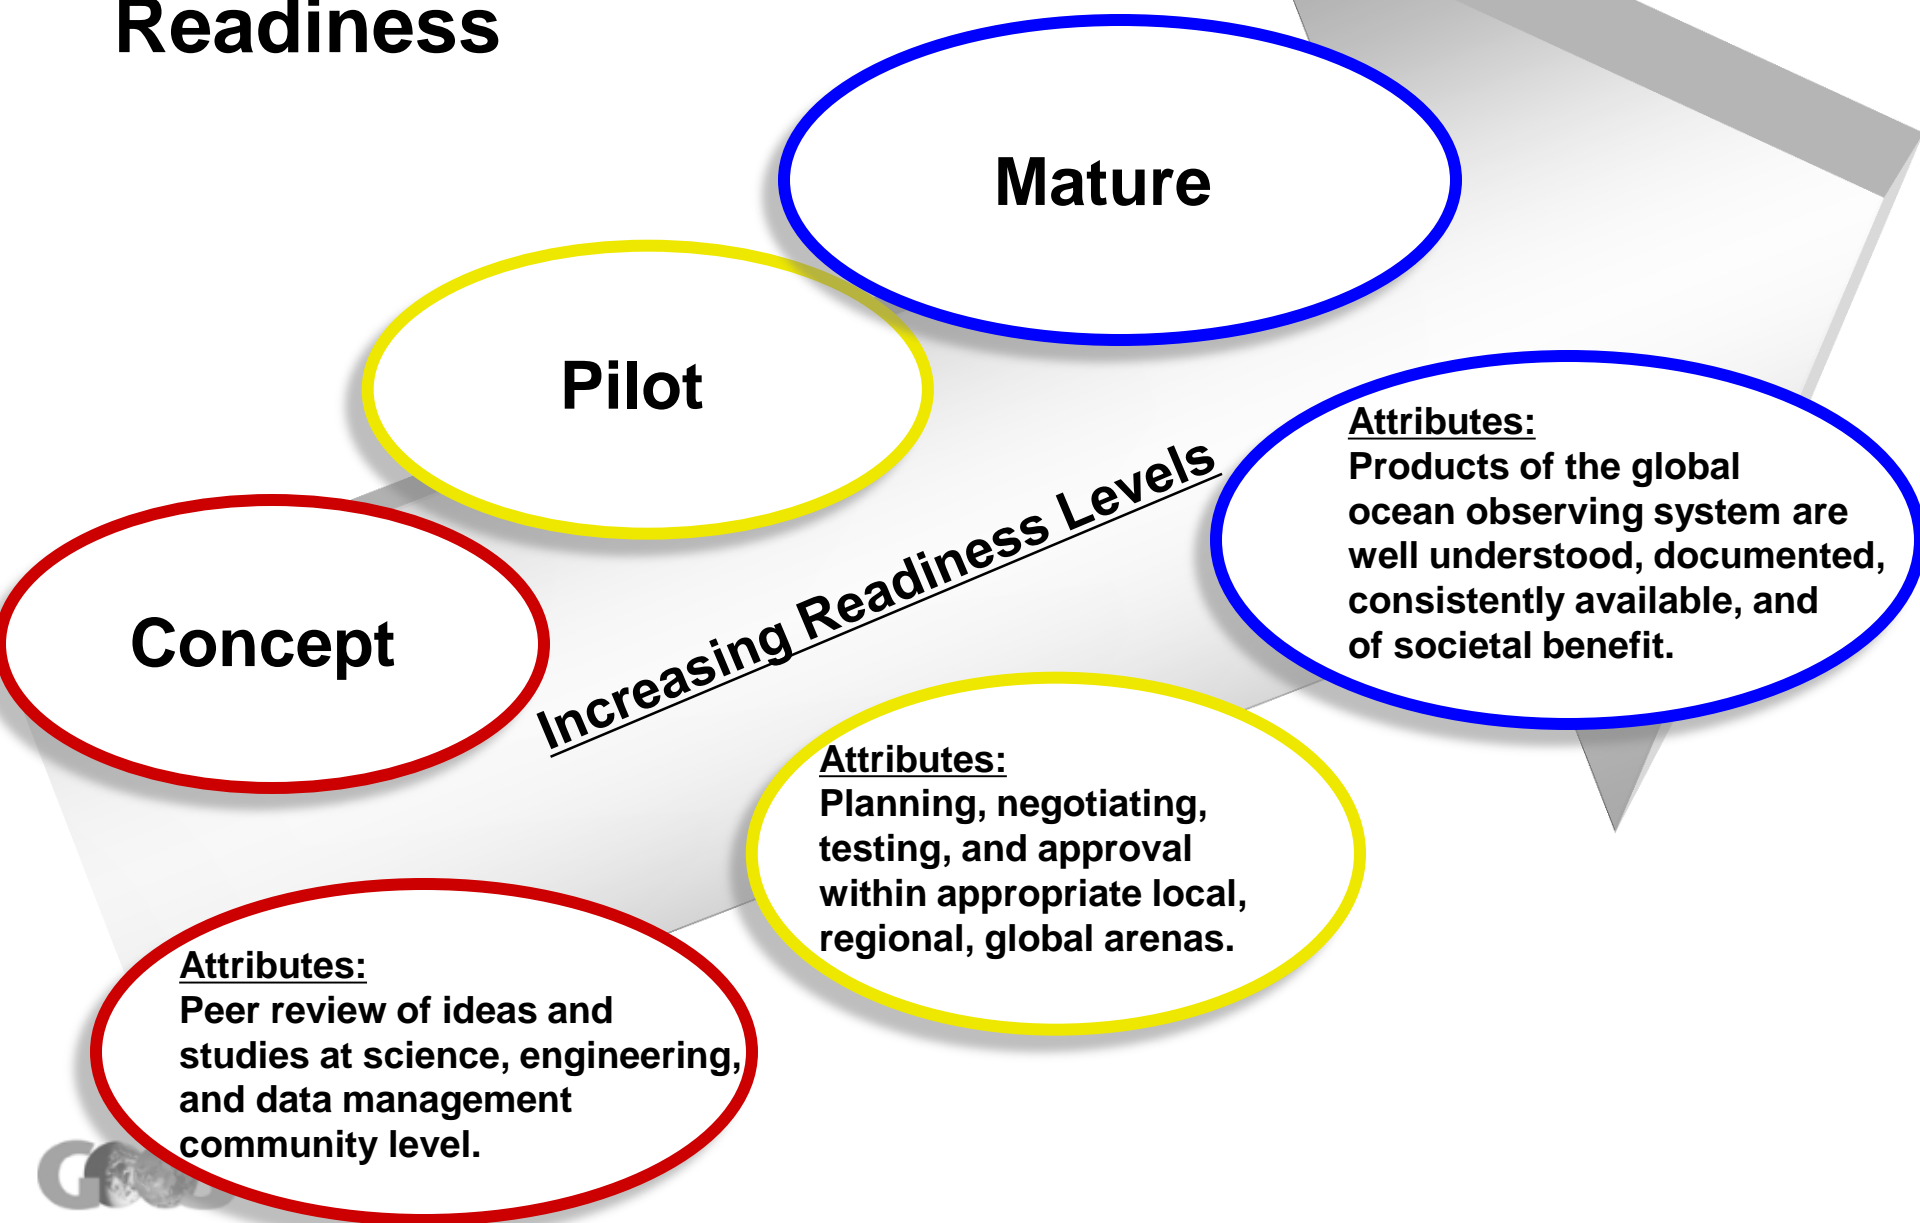 Readiness
Mature
Pilot
Concept
Increasing Readiness Levels
Attributes:
Products of the global
ocean observing system are
well understood, documented,
consistently available, and
of societal benefit.
Attributes:
Planning, negotiating,
testing, and approval
within appropriate local,
regional, global arenas.
Attributes:
Peer review of ideas and
studies at science, engineering,
and data management
community level.